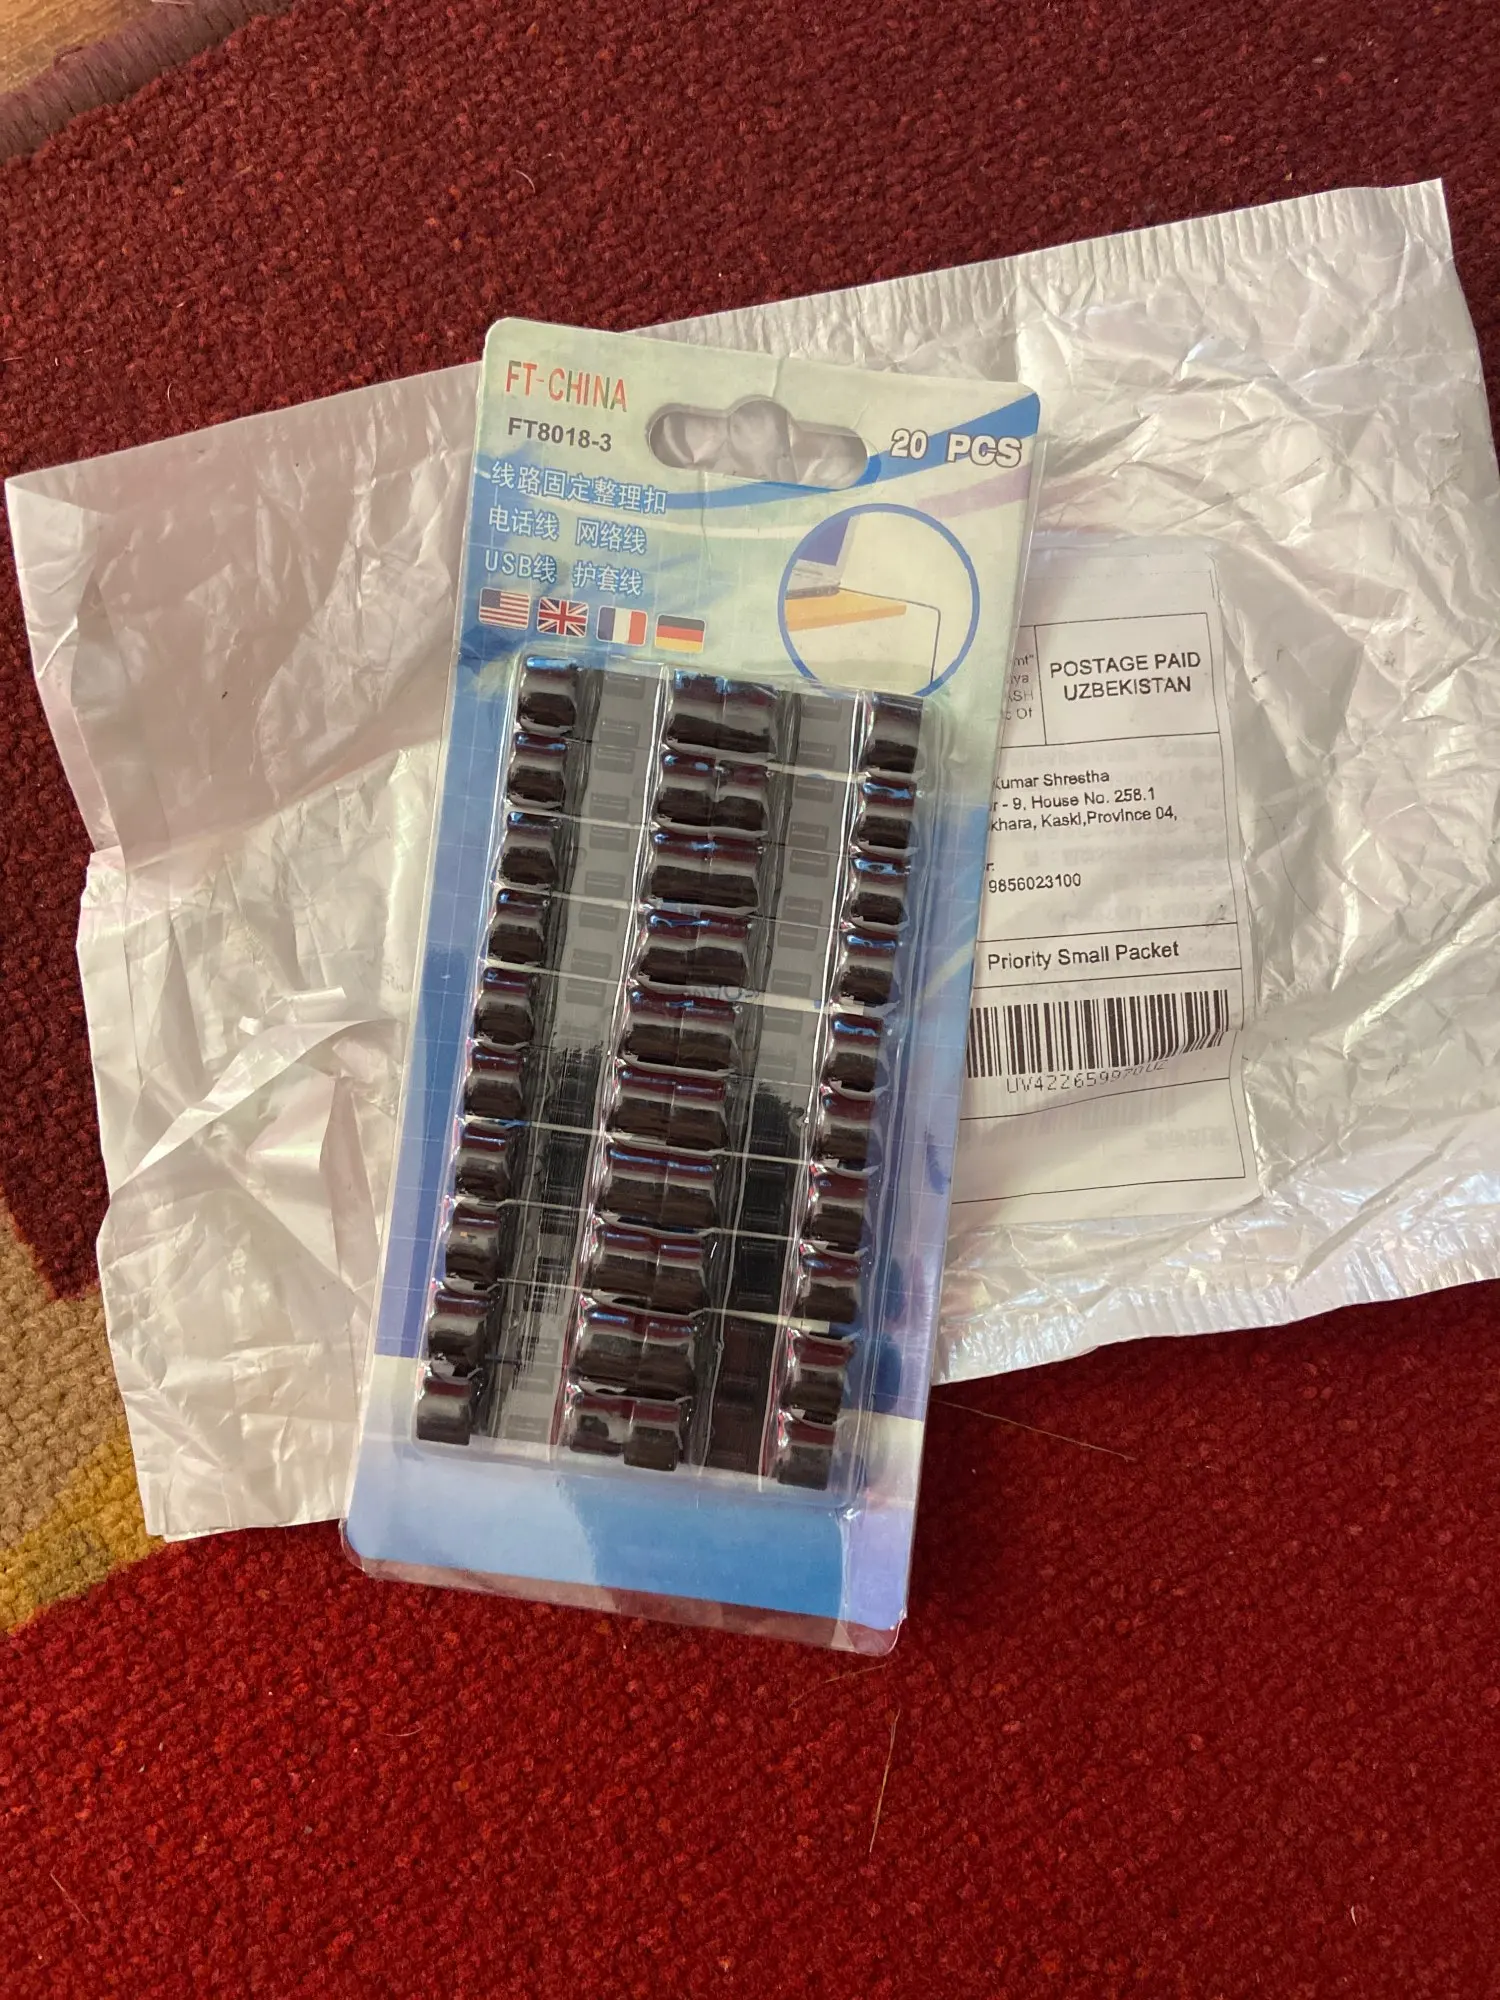 FT-CHINA
FT8018-3
20 PCS
线路固定整理扣
电话线 网络线
USB线 护套线
POSTAGE PAID
UZBEKISTAN
Kumar Shrestha
r - 9, House No. 258.1
khara, Kaski,Province 04,
r:
9856023100
Priority Small Packet